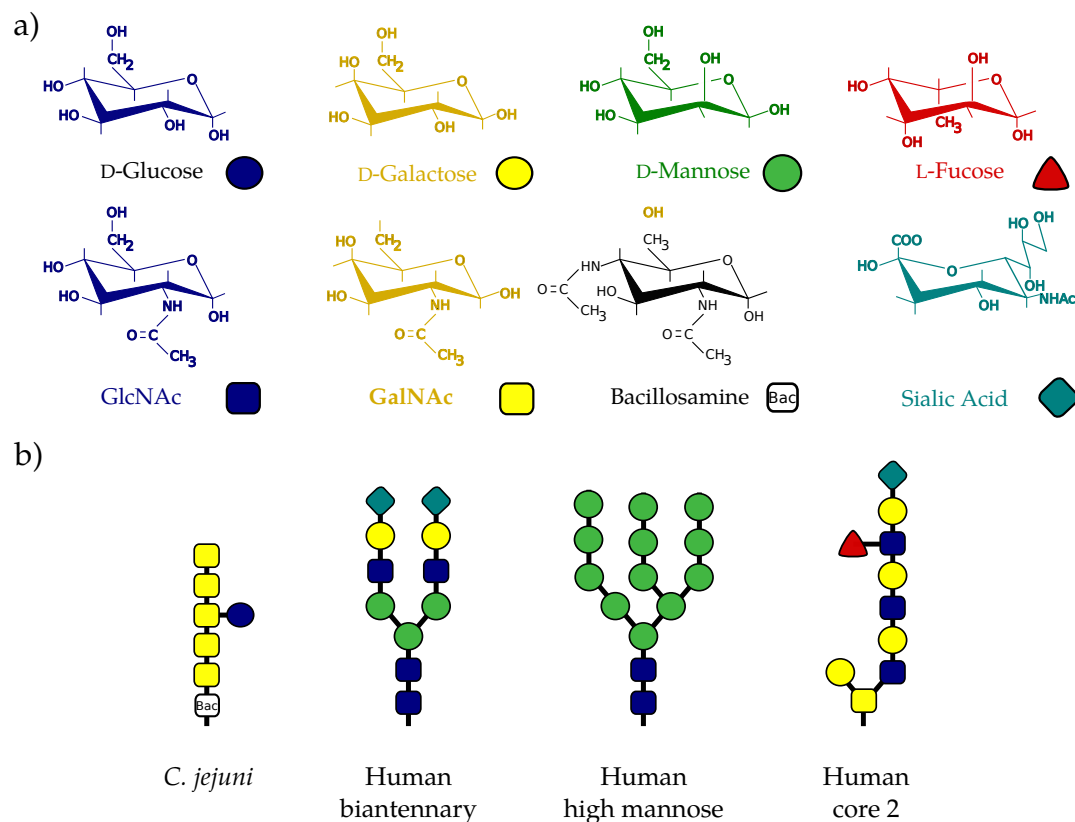 a)
OH
CH2
HO
HO
O
OH
OH
D-Glucose
OH
CH2
OH
HO
O
OH
OH
D-Galactose
OH
CH2
HO
HO
OH
O
OH
D-Mannose
OH
O
HO
OH
CH3
OH
L-Fucose
OH
CH2
HO
HO
O
NH
OH
O=C
CH3
GlcNAc
OH
CH2
HO
HO
O
OH
NH
O=C
CH3
GalNAc
OH
CH3
HN
O=C
CH3
HO
O
NH
OH
O=C
CH3
Bacillosamine
Bac
COO
HO
O
HO
OH
HO
OH
NHAc
Sialic Acid
b)
Bac
C. jejuni
Human
biantennary
Human
high mannose
Human
core 2